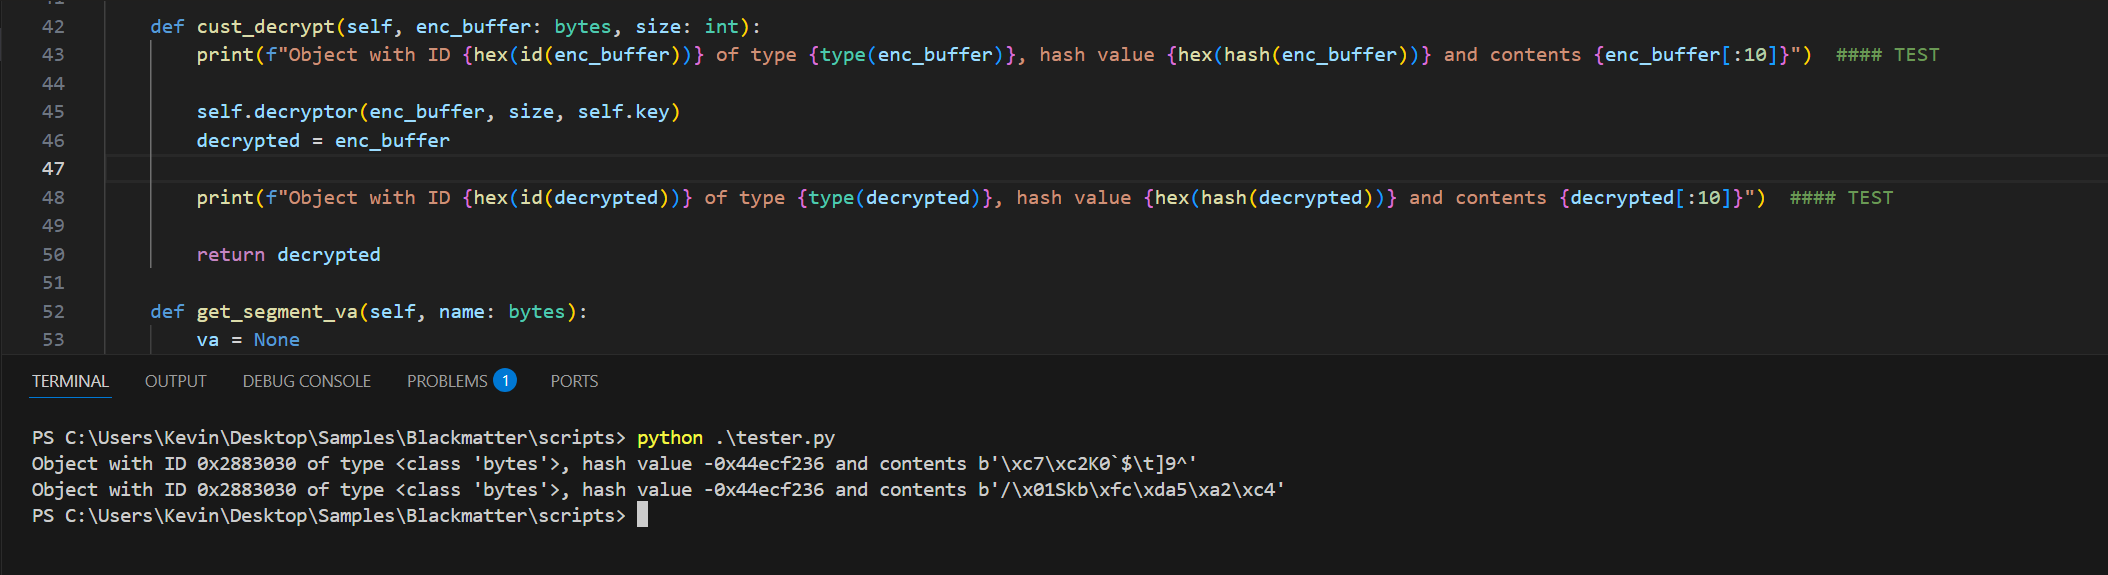 41
42 def cust_decrypt(self, enc_buffer: bytes, size: int):
43 print(f"Object with ID {hex(id(enc_buffer))} of type {type(enc_buffer)}, hash value {hex(hash(enc_buffer))} and contents {enc_buffer[:10]}") #### TEST
44
45 self.decryptor(enc_buffer, size, self.key)
46 decrypted = enc_buffer
47
48 print(f"Object with ID {hex(id(decrypted))} of type {type(decrypted)}, hash value {hex(hash(decrypted))} and contents {decrypted[:10]}") #### TEST
49
50 return decrypted
51
52 def get_segment_va(self, name: bytes):
53 va = None
TERMINAL OUTPUT DEBUG CONSOLE PROBLEMS 1 PORTS
PS C:\Users\Kevin\Desktop\Samples\Blackmatter\scripts> python .\tester.py
Object with ID 0x2883030 of type <class 'bytes'>, hash value -0x44ecf236 and contents b'\xc7\xc2K0`$\t]9^'
Object with ID 0x2883030 of type <class 'bytes'>, hash value -0x44ecf236 and contents b'/\x01Skb\xfc\xda5\xa2\xc4'
PS C:\Users\Kevin\Desktop\Samples\Blackmatter\scripts>